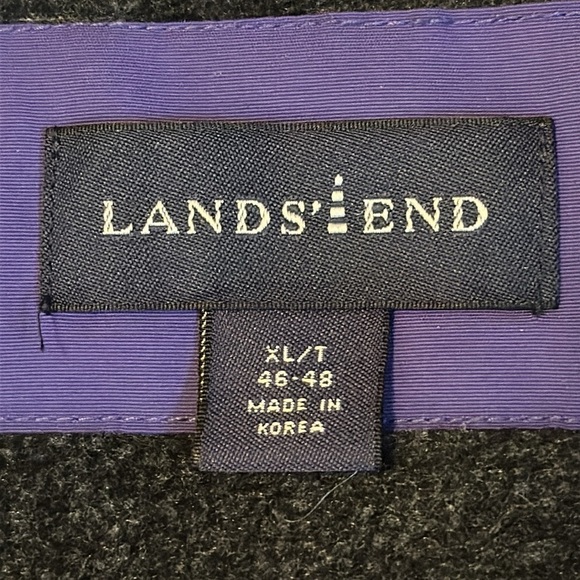 LANDS' END
XL/T
46-48
MADE IN
KOREA